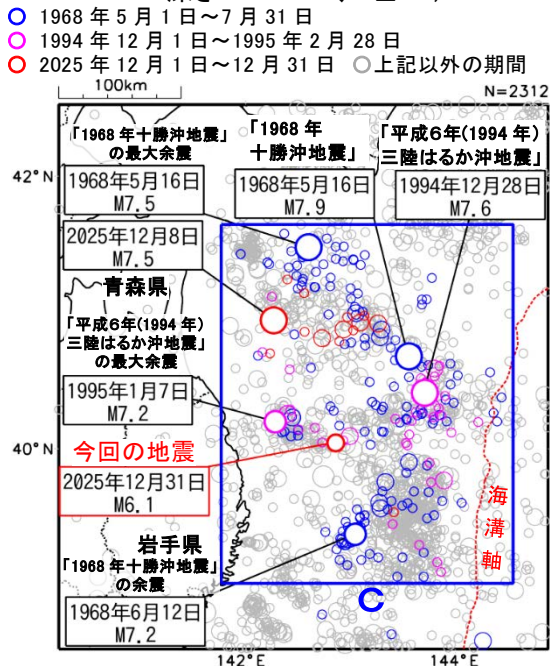 ○ 1968 年 5 月 1 日～7 月 31 日
○ 1994 年 12 月 1 日～1995 年 2 月 28 日
○ 2025 年 12 月 1 日～12 月 31 日 ○上記以外の期間
100km
N=2312
「1968 年十勝沖地震」
の最大余震
1968年5月16日
M7.5
「1968 年
十勝沖地震」
1968年5月16日
M7.9
「平成６年(1994 年)
三陸はるか沖地震」
1994年12月28日
M7.6
42°N
2025年12月8日
M7.5
青森県
「平成６年(1994 年)
三陸はるか沖地震」
の最大余震
1995年1月7日
M7.2
40°N
今回の地震
2025年12月31日
M6.1
海溝軸
岩手県
「1968 年十勝沖地震」
の余震
1968年6月12日
M7.2
C
142°E
144°E